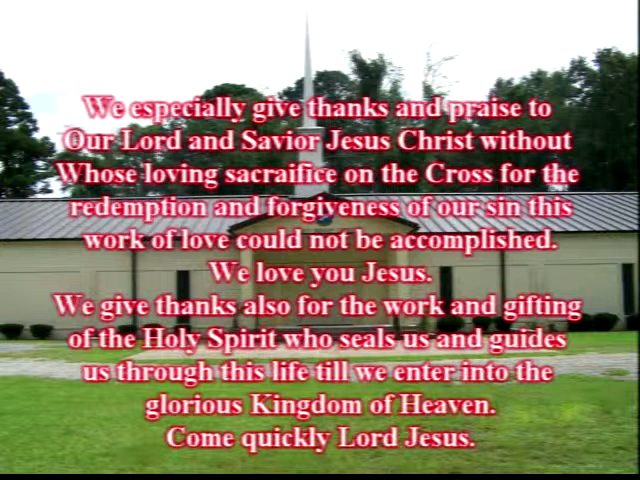 We especially give thanks and praise to
Our Lord and Savior Jesus Christ without
Whose loving sacraifice on the Cross for the
redemption and forgiveness of our sin this
work of love could not be accomplished.
We love you Jesus.
We give thanks also for the work and gifting
of the Holy Spirit who seals us and guides
us through this life till we enter into the
glorious Kingdom of Heaven.
Come quickly Lord Jesus.